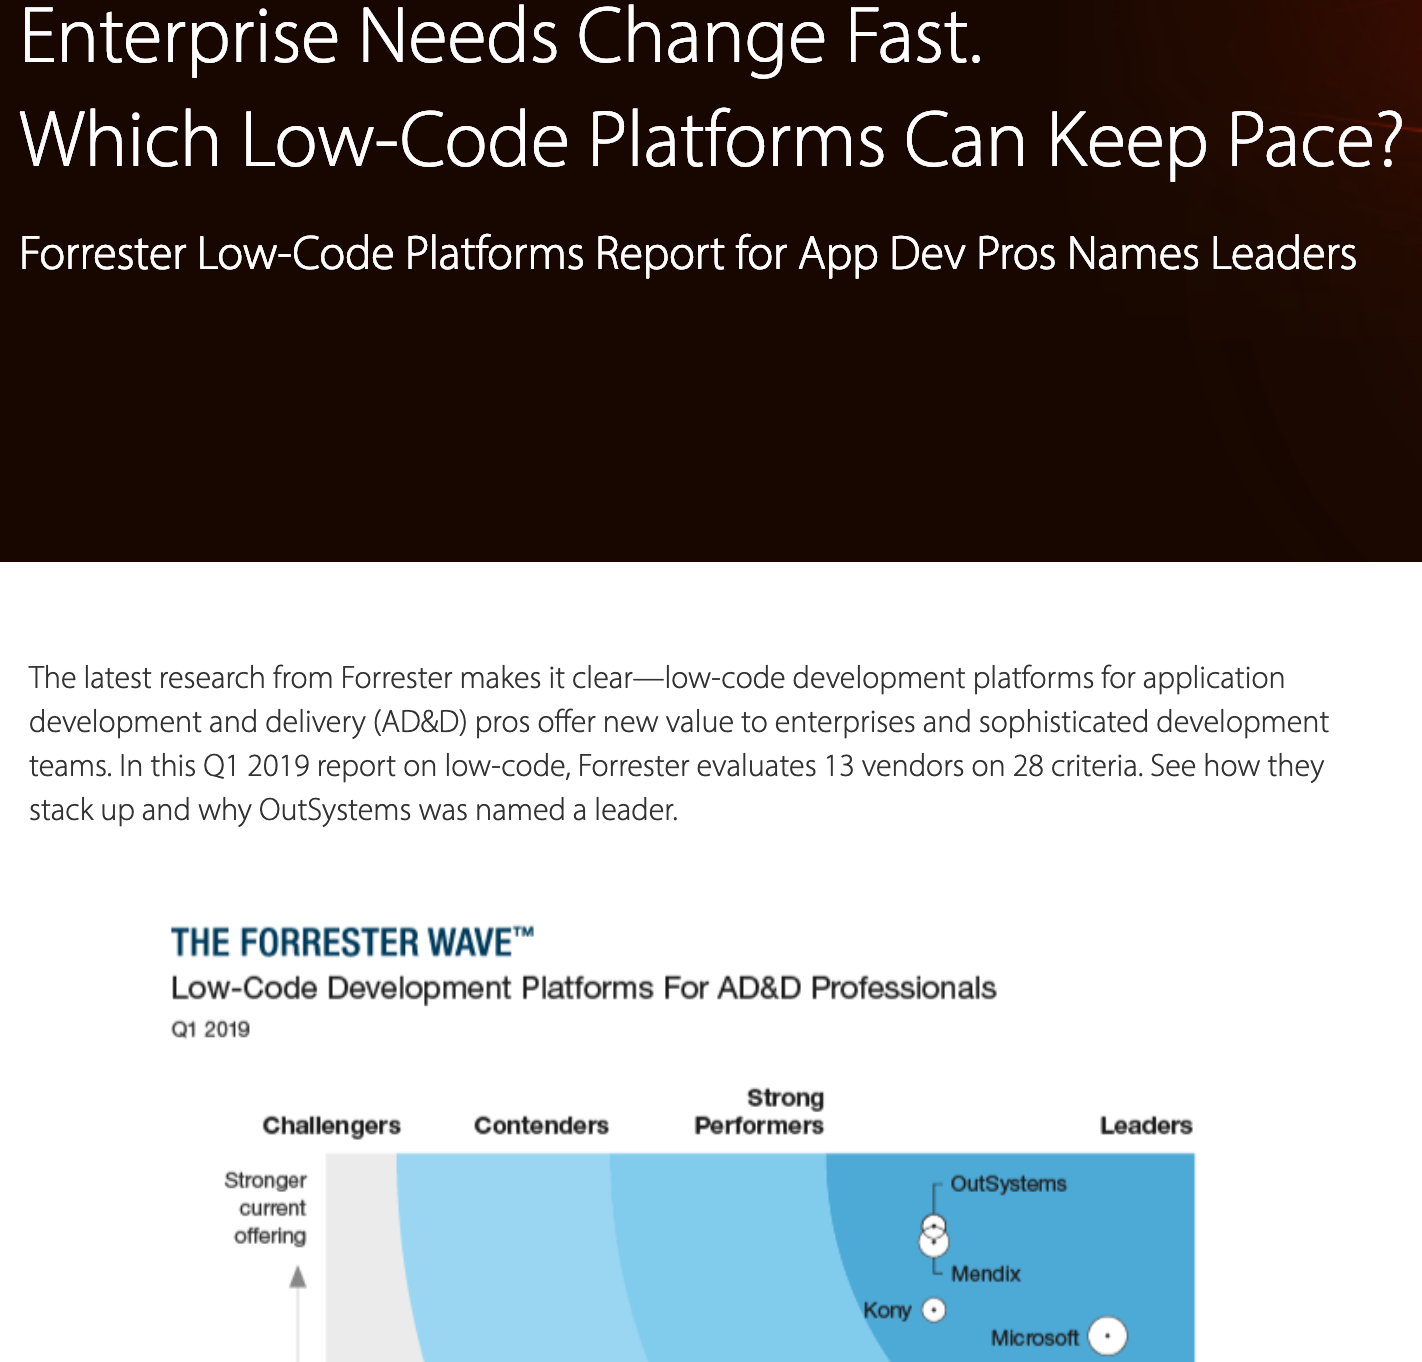 Enterprise Needs Change Fast.
Which Low-Code Platforms Can Keep Pace?
Forrester Low-Code Platforms Report for App Dev Pros Names Leaders
The latest research from Forrester makes it clear—low-code development platforms for application
development and delivery (AD&D) pros offer new value to enterprises and sophisticated development
teams. In this Q1 2019 report on low-code, Forrester evaluates 13 vendors on 28 criteria. See how they
stack up and why OutSystems was named a leader.
THE FORRESTER WAVE™
Low-Code Development Platforms For AD&D Professionals
Q1 2019
Strong
Challengers Contenders Performers Leaders
Stronger
current
offering
OutSystems
Mendix
Kony
Microsoft